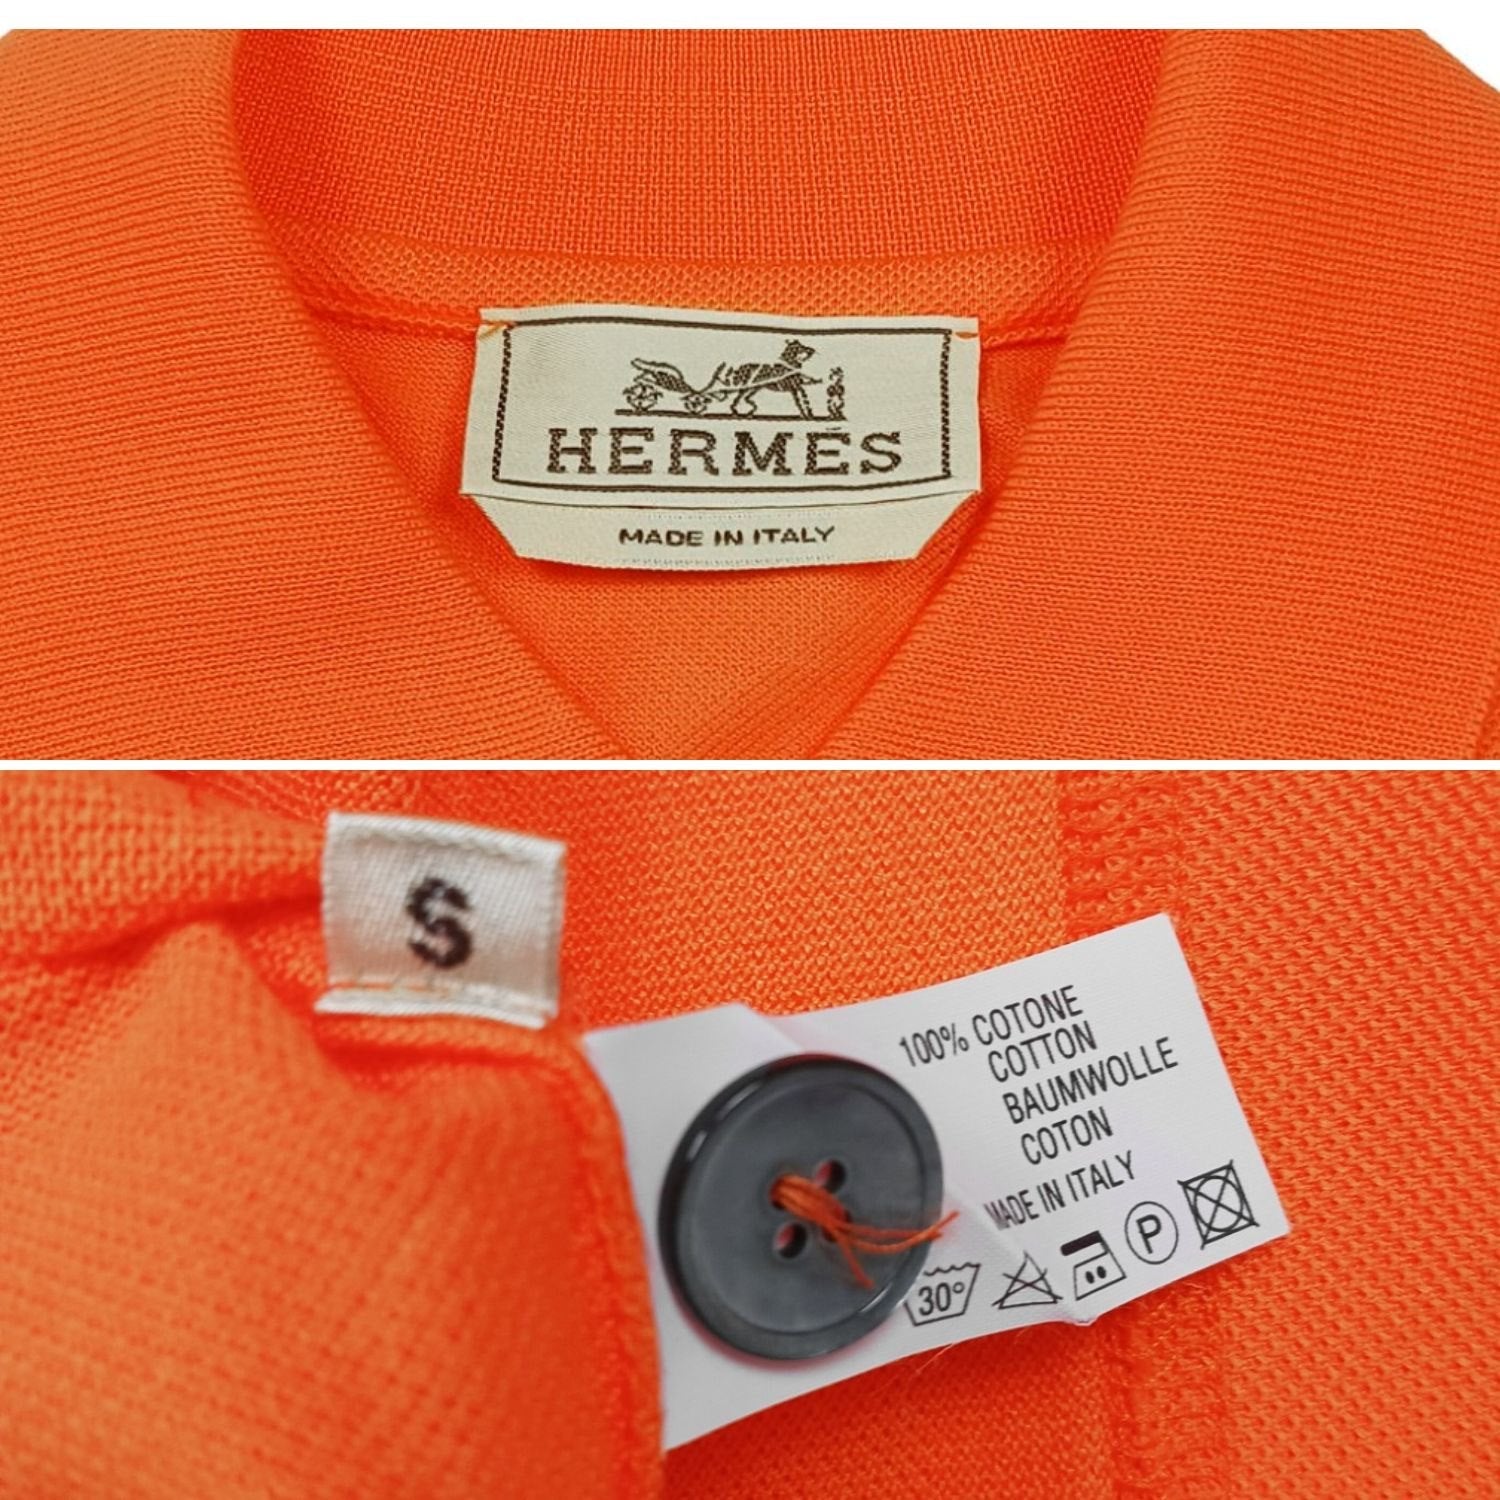 HERMÈS
MADE IN ITALY
S
100% COTONE
COTTON
BAUMWOLLE
COTON
MADE IN ITALY
30°
P